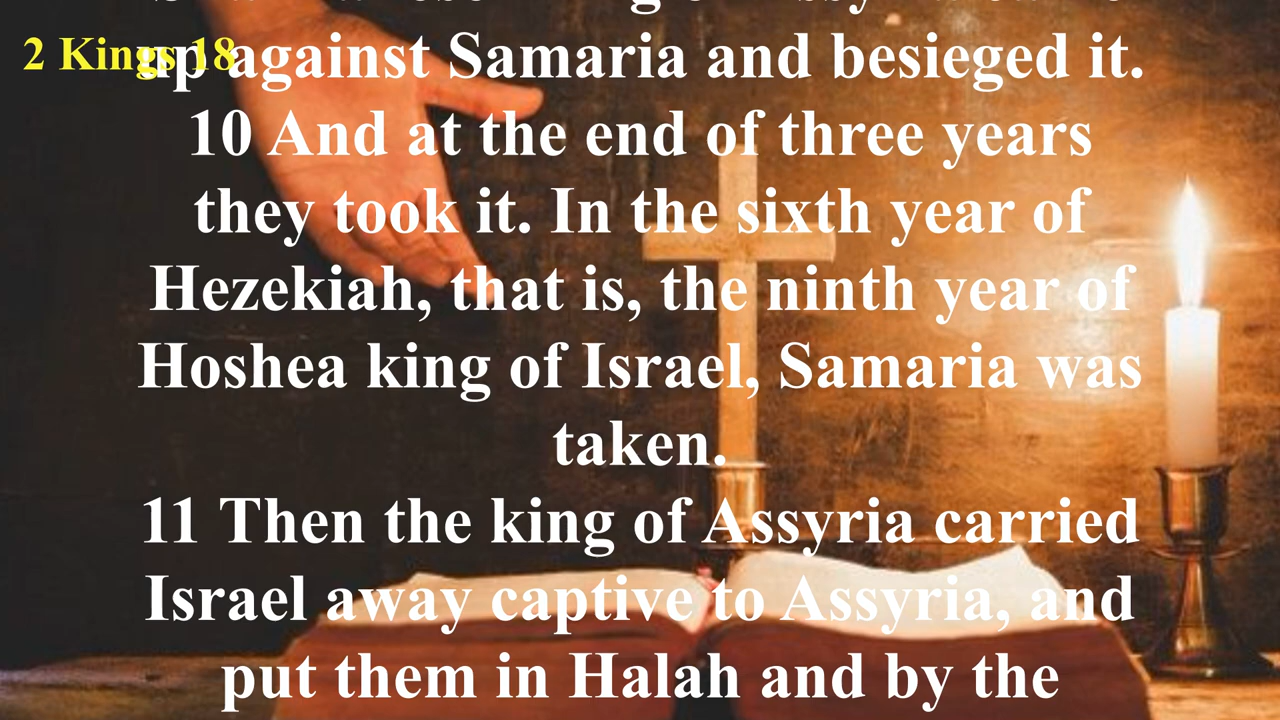 2 Kings 18
up against Samaria and besieged it.
10 And at the end of three years
they took it. In the sixth year of
Hezekiah, that is, the ninth year of
Hoshea king of Israel, Samaria was
taken.
11 Then the king of Assyria carried
Israel away captive to Assyria, and
put them in Halah and by the